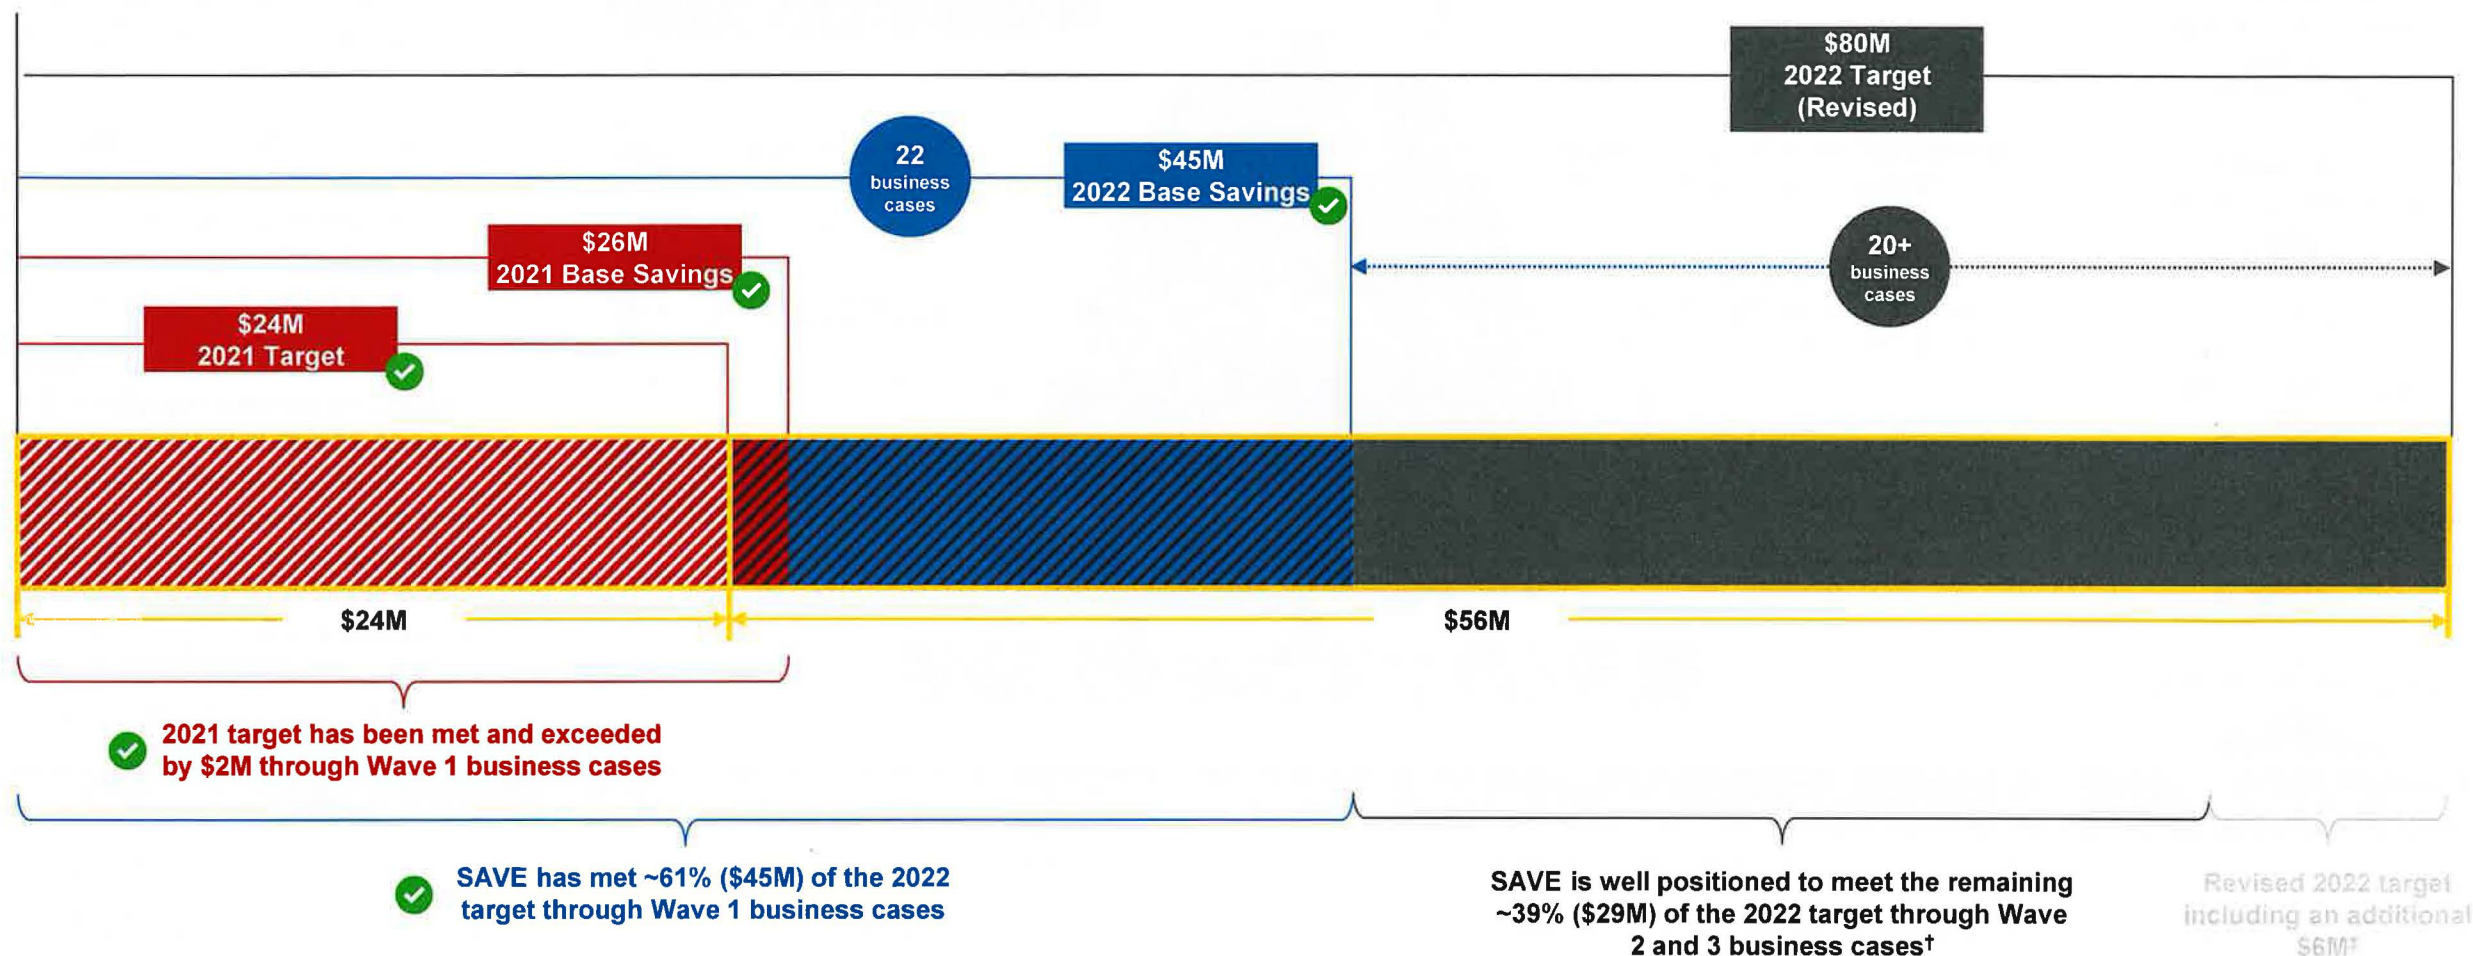 $80M
2022 Target
(Revised)
22
business
cases
$45M
2022 Base Savings
$26M
2021 Base Savings
20+
business
cases
$24M
2021 Target
$24M
$56M
2021 target has been met and exceeded
by $2M through Wave 1 business cases
SAVE has met ~61% ($45M) of the 2022
target through Wave 1 business cases
SAVE is well positioned to meet the remaining
~39% ($29M) of the 2022 target through Wave
2 and 3 business cases†
Revised 2022 target
including an additional
$6M‡